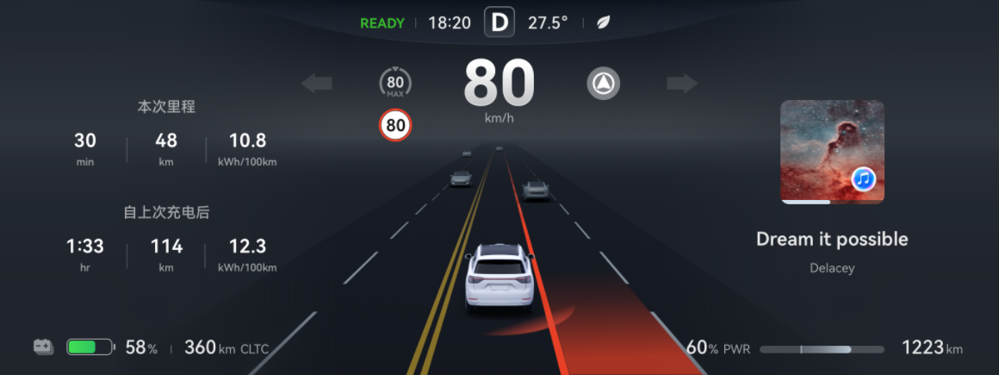 READY 18:20 D 27.5°
80 MAX
80
km/h
80
本次里程
30 48 10.8
min km kWh/100km
自上次充电后
1:33 114 12.3
hr km kWh/100km
Dream it possible
Delacey
58% 360 km CLTC
60% PWR 1223 km